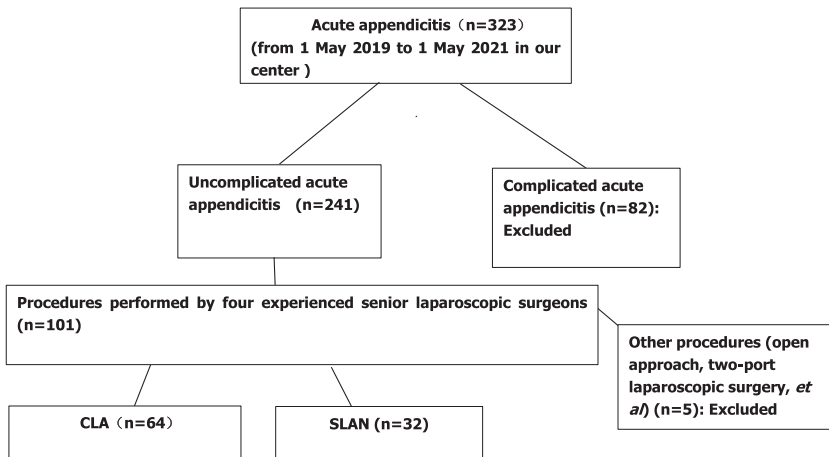 Acute appendicitis（n=323）
(from 1 May 2019 to 1 May 2021 in our
center )
Uncomplicated acute
appendicitis (n=241)
Complicated acute
appendicitis (n=82):
Excluded
Procedures performed by four experienced senior laparoscopic surgeons
(n=101)
Other procedures (open
approach, two-port
laparoscopic surgery, et
al) (n=5): Excluded
CLA（n=64）
SLAN (n=32)